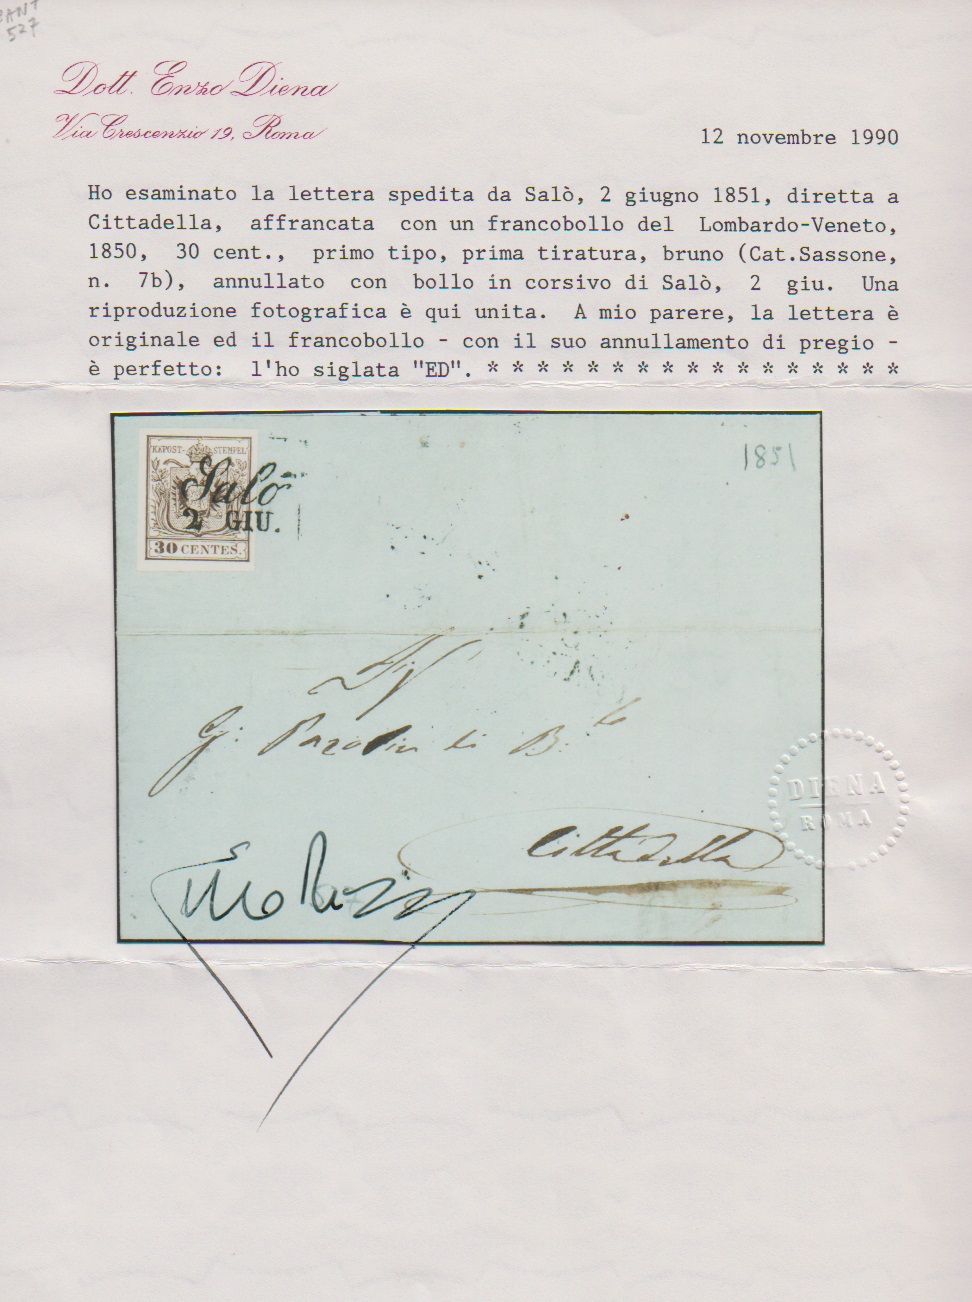 527
Dott. Enzo Diena
Via Crescenzio 19, Roma
12 novembre 1990
Ho esaminato la lettera spedita da Salò, 2 giugno 1851, diretta a
Cittadella, affrancata con un francobollo del Lombardo-Veneto,
1850, 30 cent., primo tipo, prima tiratura, bruno (Cat.Sassone,
n. 7b), annullato con bollo in corsivo di Salò, 2 giu. Una
riproduzione fotografica è qui unita. A mio parere, la lettera è
originale ed il francobollo - con il suo annullamento di pregio -
è perfetto: l'ho siglata "ED". * * * * * * * * * * * * * * * * *
1851
KAPOST-STEMPEL
Salò
2 GIU.
30 CENTES.
G:
DIENA
ROMA
Cittadella